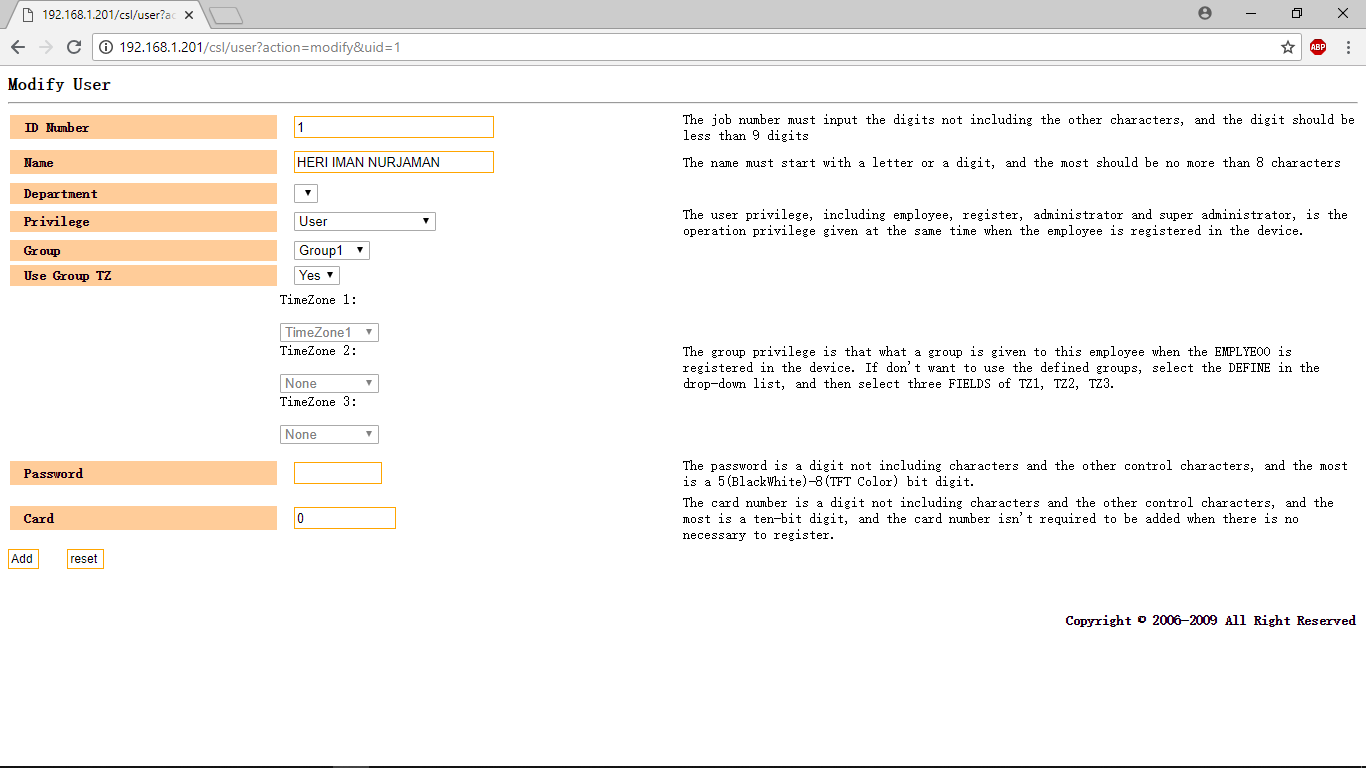 192.168.1.201/csl/user?ac
192.168.1.201/csl/user?action=modify&uid=1
ABP
Modify User
ID Number
1
The job number must input the digits not including the other characters, and the digit should be
less than 9 digits
Name
HERI IMAN NURJAMAN
The name must start with a letter or a digit, and the most should be no more than 8 characters
Department
Privilege
User
The user privilege, including employee, register, administrator and super administrator, is the
operation privilege given at the same time when the employee is registered in the device.
Group
Group1
Use Group TZ
Yes
TimeZone 1:
TimeZone1
TimeZone 2:
None
TimeZone 3:
None
The group privilege is that what a group is given to this employee when the EMPLYEOO is
registered in the device. If don't want to use the defined groups, select the DEFINE in the
drop-down list, and then select three FIELDS of TZ1, TZ2, TZ3.
Password
The password is a digit not including characters and the other control characters, and the most
is a 5(BlackWhite)-8(TFT Color) bit digit.
Card
0
The card number is a digit not including characters and the other control characters, and the
most is a ten-bit digit, and the card number isn't required to be added when there is no
necessary to register.
Add
reset
Copyright © 2006-2009 All Right Reserved